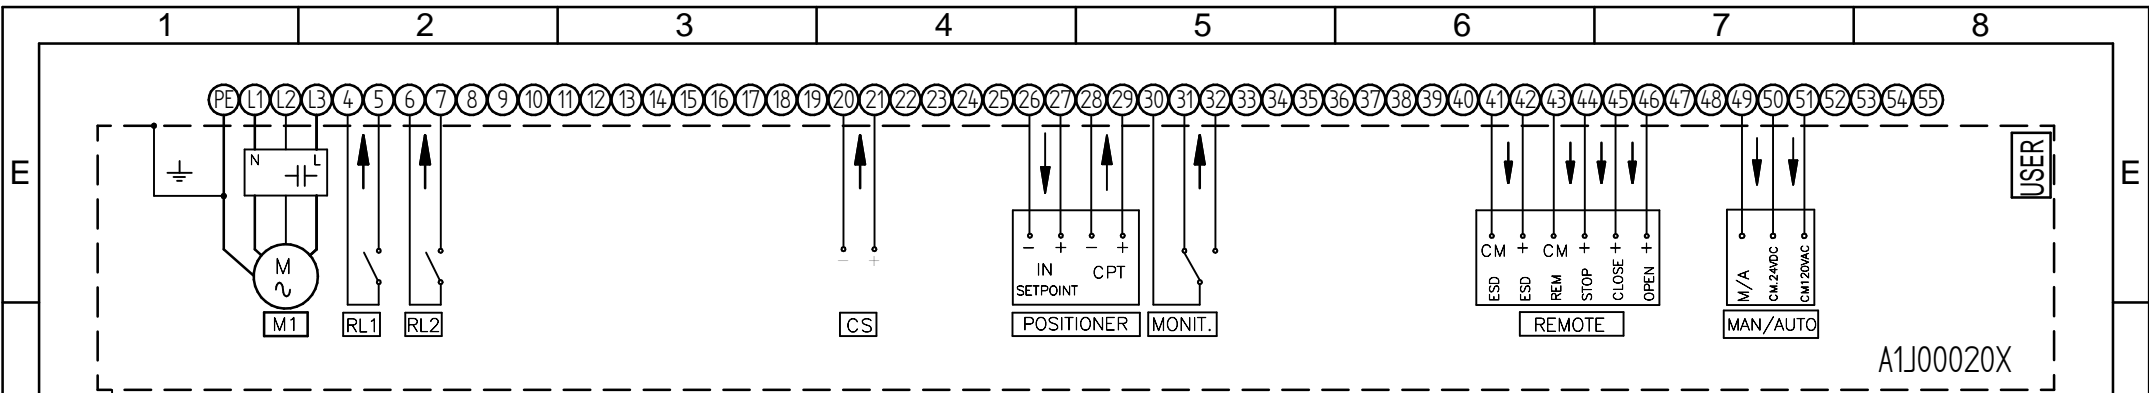 1 2 3 4 5 6 7 8
PE L1 L2 L3 4 5 6 7 8 9 10 11 12 13 14 15 16 17 18 19 20 21 22 23 24 25 26 27 28 29 30 31 32 33 34 35 36 37 38 39 40 41 42 43 44 45 46 47 48 49 50 51 52 53 54 55
E
N L
USER
E
M
∿
- +
- + - +
IN
SETPOINT
CPT
CM + CM + + +
ESD ESD REM STOP CLOSE OPEN
M/A CM.24VDC CM120VAC
M1 RL1 RL2 CS POSITIONER MONIT. REMOTE MAN/AUTO
A1J00020X